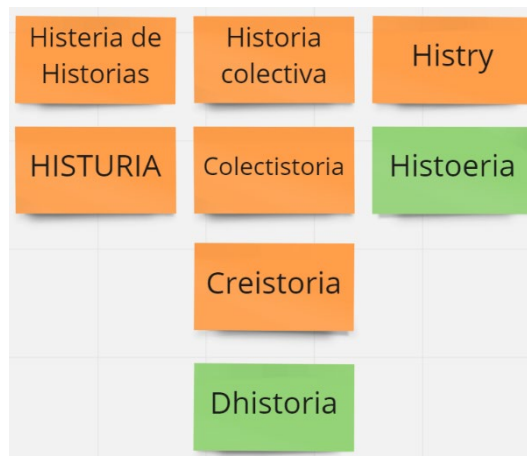 Histeria de
Historias
Historia
colectiva
Histry
HISTURIA
Colectistoria
Histoeria
Creistoria
Dhistoria